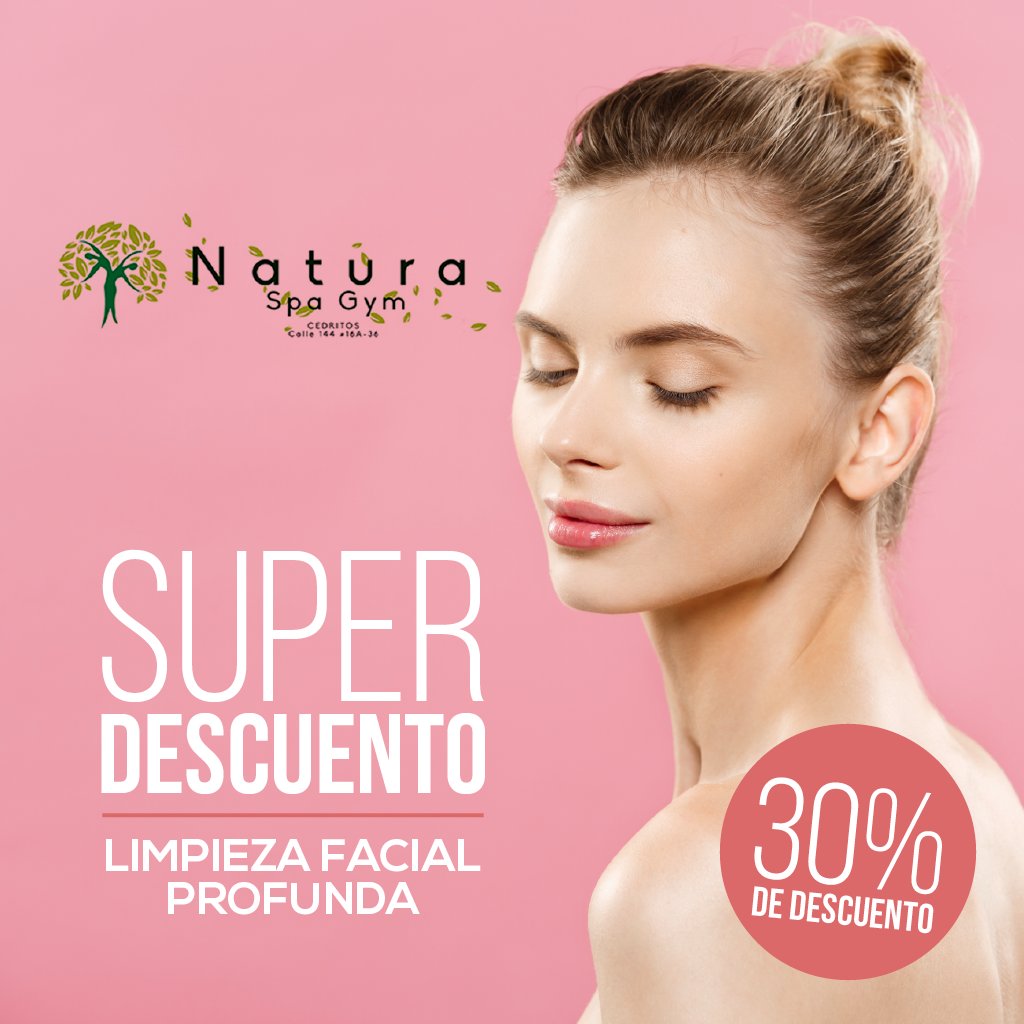 Natura
Spa Gym
CEDRITOS
Calle 144 #16A-36
SUPER
DESCUENTO
LIMPIEZA FACIAL
PROFUNDA
30%
DE DESCUENTO